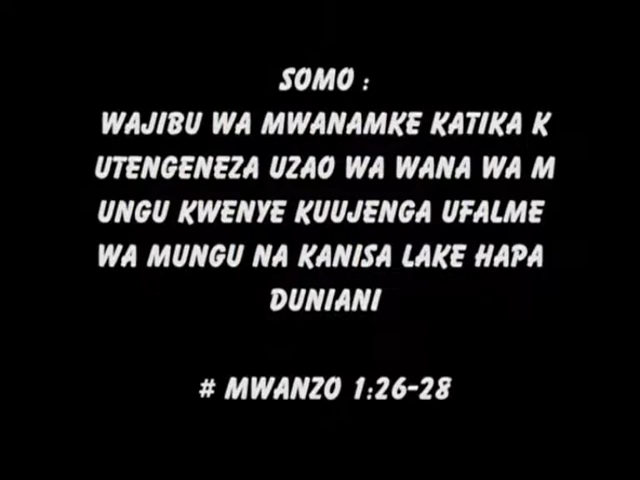 SOMO :
WAJIBU WA MWANAMKE KATIKA K
UTENGENEZA UZAO WA WANA WA M
UNGU KWENYE KUUJENGA UFALME
WA MUNGU NA KANISA LAKE HAPA
DUNIANI
# MWANZO 1:26-28